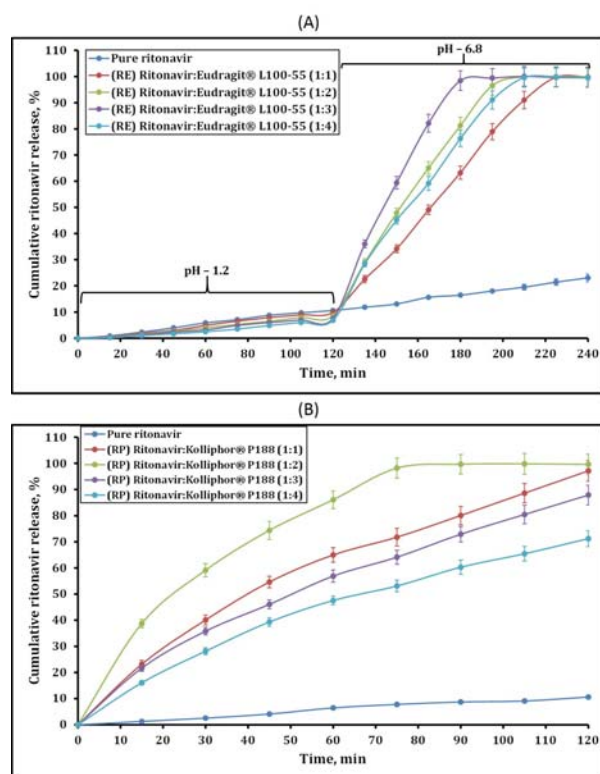 (A)
pH – 6.8
Pure ritonavir
(RE) Ritonavir:Eudragit® L100-55 (1:1)
(RE) Ritonavir:Eudragit® L100-55 (1:2)
(RE) Ritonavir:Eudragit® L100-55 (1:3)
(RE) Ritonavir:Eudragit® L100-55 (1:4)
pH – 1.2
Cumulative ritonavir release, %
110
100
90
80
70
60
50
40
30
20
10
0
0 20 40 60 80 100 120 140 160 180 200 220 240
Time, min
(B)
Pure ritonavir
(RP) Ritonavir:Kolliphor® P188 (1:1)
(RP) Ritonavir:Kolliphor® P188 (1:2)
(RP) Ritonavir:Kolliphor® P188 (1:3)
(RP) Ritonavir:Kolliphor® P188 (1:4)
Cumulative ritonavir release, %
110
100
90
80
70
60
50
40
30
20
10
0
0 10 20 30 40 50 60 70 80 90 100 110 120
Time, min